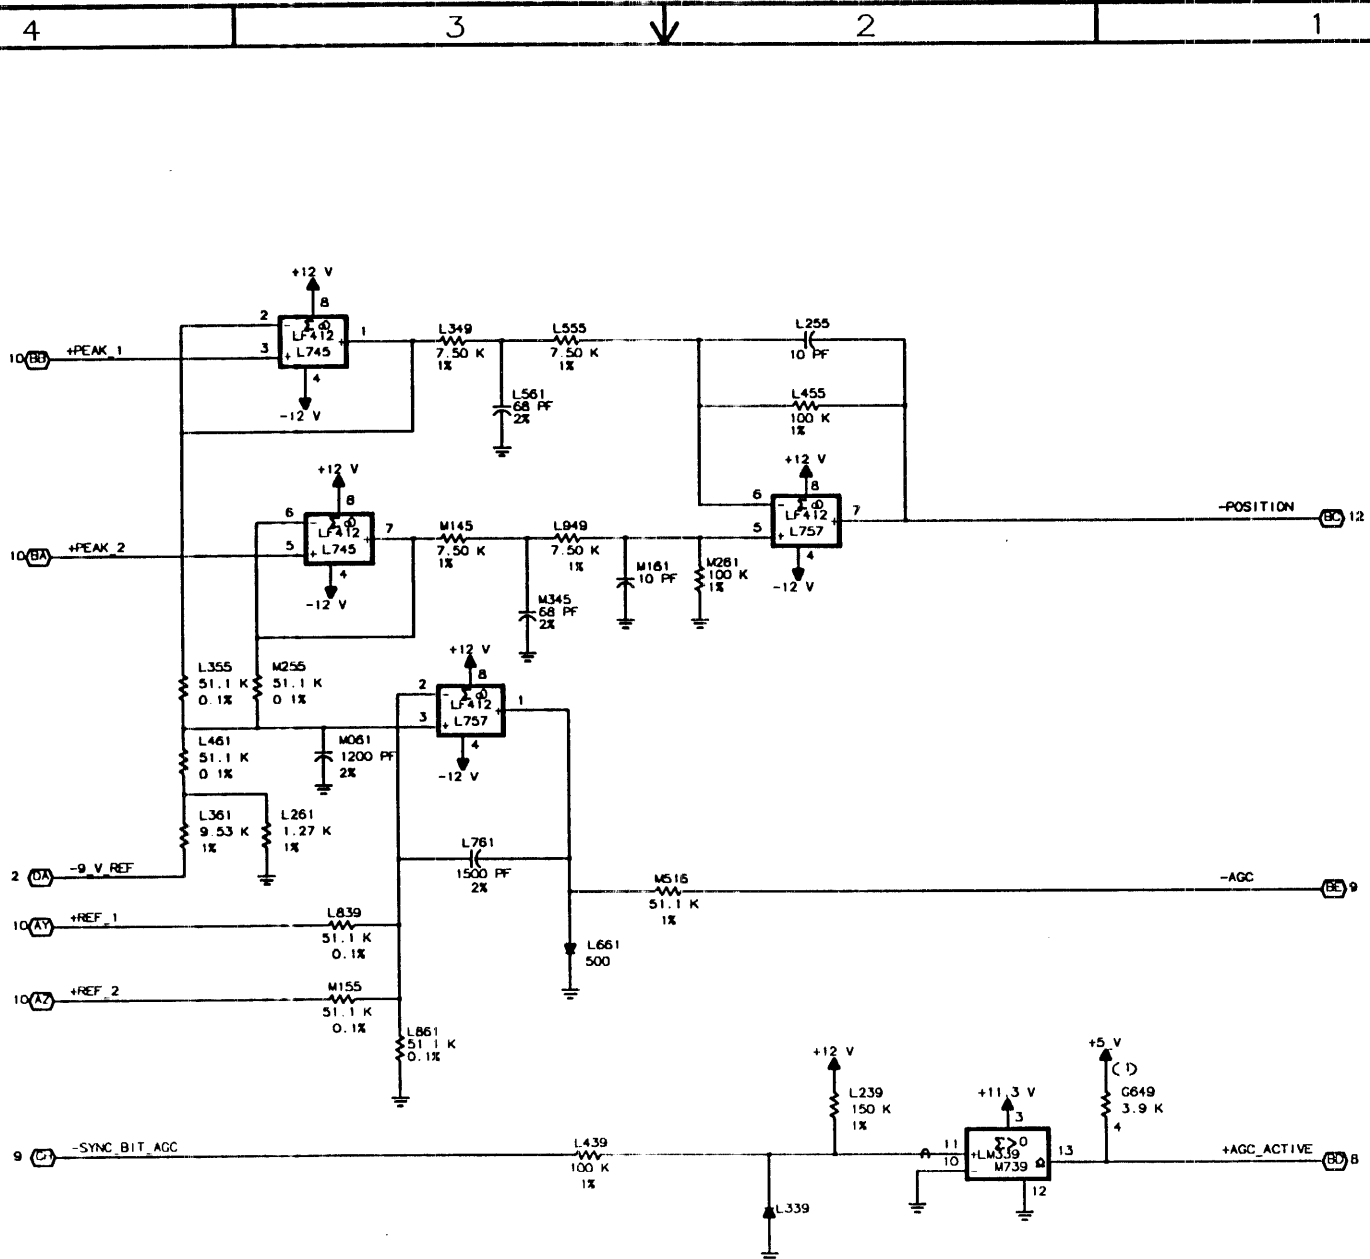 4 3 2 1
+12 V
8
2 - Σ ∞ 1
LF412
3 + L745 +
10 BB +PEAK_1
4
-12 V
L349
7.50 K
1%
L555
7.50 K
1%
L561
68 PF
2%
L255
10 PF
L455
100 K
1%
+12 V
8
6 - Σ ∞ 7
LF412
5 + L745 +
10 BA +PEAK_2
4
-12 V
M145
7.50 K
1%
L949
7.50 K
1%
M345
68 PF
2%
M161
10 PF
M261
100 K
1%
+12 V
8
6 - Σ ∞ 7
LF412
5 + L757 +
4
-12 V
-POSITION BC 12
L355
51.1 K
0.1%
M255
51.1 K
0.1%
+12 V
8
2 - Σ ∞ 1
LF412
3 + L757 +
4
-12 V
L461
51.1 K
0.1%
M061
1200 PF
2%
L361
9.53 K
1%
L261
1.27 K
1%
L761
1500 PF
2%
2 DA -9_V_REF
M516
51.1 K
1%
-AGC BE 9
10 AY +REF_1
L839
51.1 K
0.1%
L661
500
10 AZ +REF_2
M155
51.1 K
0.1%
L861
51.1 K
0.1%
+12 V
L239
150 K
1%
+11.3 V
3
+5 V
(1)
G649
3.9 K
4
9 -SYNC_BIT_AGC
L439
100 K
1%
11 Σ>0 13
+LM339
10 - M739
12
+AGC_ACTIVE BD 8
L339